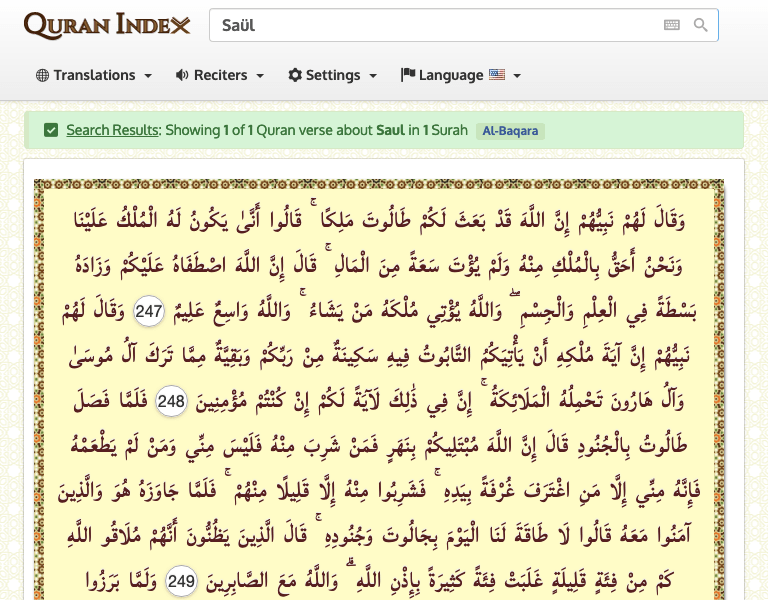 QURAN INDEX
Saül
Translations
Reciters
Settings
Language
Search Results: Showing 1 of 1 Quran verse about Saul in 1 Surah Al-Baqara
وَقَالَ لَهُمْ نَبِيُّهُمْ إِنَّ اللَّهَ قَدْ بَعَثَ لَكُمْ طَالُوتَ مَلِكًا ۚ قَالُوا أَنَّىٰ يَكُونُ لَهُ الْمُلْكُ عَلَيْنَا
وَنَحْنُ أَحَقُّ بِالْمُلْكِ مِنْهُ وَلَمْ يُؤْتَ سَعَةً مِنَ الْمَالِ ۚ قَالَ إِنَّ اللَّهَ اصْطَفَاهُ عَلَيْكُمْ وَزَادَهُ
بَسْطَةً فِي الْعِلْمِ وَالْجِسْمِ ۖ وَاللَّهُ يُؤْتِي مُلْكَهُ مَنْ يَشَاءُ ۚ وَاللَّهُ وَاسِعٌ عَلِيمٌ 247 وَقَالَ لَهُمْ
نَبِيُّهُمْ إِنَّ آيَةَ مُلْكِهِ أَنْ يَأْتِيَكُمُ التَّابُوتُ فِيهِ سَكِينَةٌ مِنْ رَبِّكُمْ وَبَقِيَّةٌ مِمَّا تَرَكَ آلُ مُوسَىٰ
وَآلُ هَارُونَ تَحْمِلُهُ الْمَلَائِكَةُ ۚ إِنَّ فِي ذَٰلِكَ لَآيَةً لَكُمْ إِنْ كُنْتُمْ مُؤْمِنِينَ 248 فَلَمَّا فَصَلَ
طَالُوتُ بِالْجُنُودِ قَالَ إِنَّ اللَّهَ مُبْتَلِيكُمْ بِنَهَرٍ فَمَنْ شَرِبَ مِنْهُ فَلَيْسَ مِنِّي وَمَنْ لَمْ يَطْعَمْهُ
فَإِنَّهُ مِنِّي إِلَّا مَنِ اغْتَرَفَ غُرْفَةً بِيَدِهِ ۚ فَشَرِبُوا مِنْهُ إِلَّا قَلِيلًا مِنْهُمْ ۚ فَلَمَّا جَاوَزَهُ هُوَ وَالَّذِينَ
آمَنُوا مَعَهُ قَالُوا لَا طَاقَةَ لَنَا الْيَوْمَ بِجَالُوتَ وَجُنُودِهِ ۚ قَالَ الَّذِينَ يَظُنُّونَ أَنَّهُمْ مُلَاقُو اللَّهِ
كَمْ مِنْ فِئَةٍ قَلِيلَةٍ غَلَبَتْ فِئَةً كَثِيرَةً بِإِذْنِ اللَّهِ ۗ وَاللَّهُ مَعَ الصَّابِرِينَ 249 وَلَمَّا بَرَزُوا